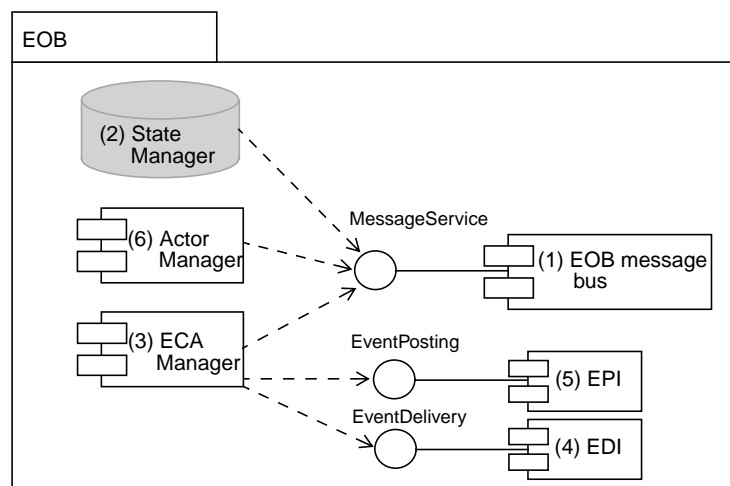 EOB
(2) State
Manager
MessageService
(6) Actor
Manager
(1) EOB message
bus
(3) ECA
Manager
EventPosting
(5) EPI
EventDelivery
(4) EDI